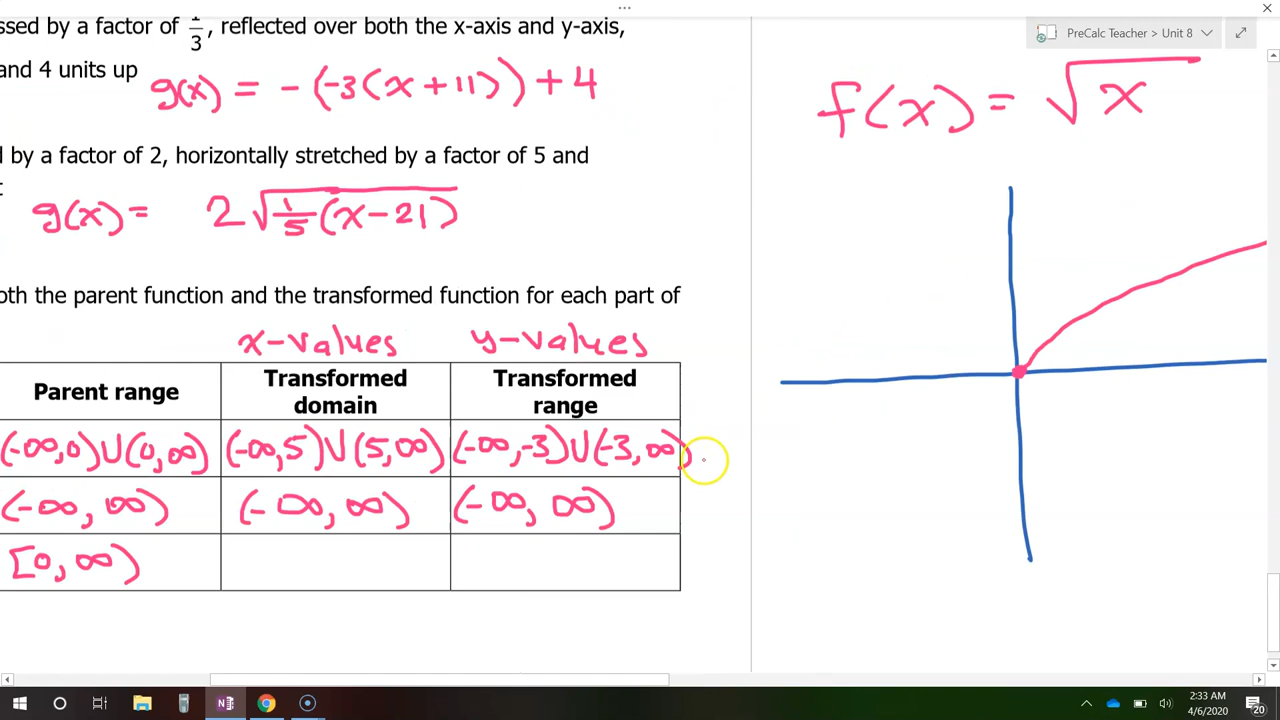 PreCalc Teacher > Unit 8
ssed by a factor of 1/3, reflected over both the x-axis and y-axis,
and 4 units up
g(x) = -(-3(x+11)) + 4
f(x) = √x
d by a factor of 2, horizontally stretched by a factor of 5 and
g(x) = 2√(1/5(x-21))
oth the parent function and the transformed function for each part of
x-values y-values
Parent range Transformed domain Transformed range
(-∞,0)∪(0,∞) (-∞,5)∪(5,∞) (-∞,-3)∪(-3,∞)
(-∞,∞) (-∞,∞) (-∞,∞)
[0,∞)
2:33 AM
4/6/2020
20